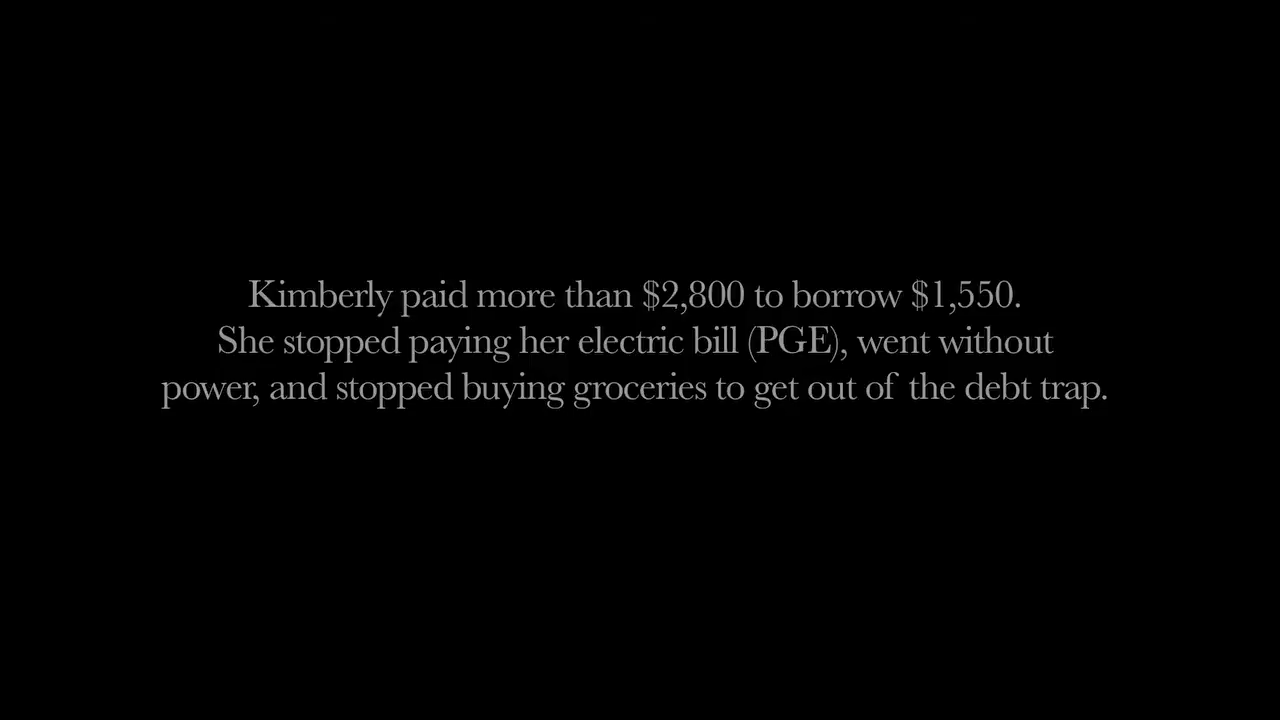 Kimberly paid more than $2,800 to borrow $1,550.
She stopped paying her electric bill (PGE), went without
power, and stopped buying groceries to get out of the debt trap.